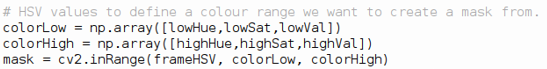 # HSV values to define a colour range we want to create a mask from.
colorLow = np.array([lowHue,lowSat,lowVal])
colorHigh = np.array([highHue,highSat,highVal])
mask = cv2.inRange(frameHSV, colorLow, colorHigh)